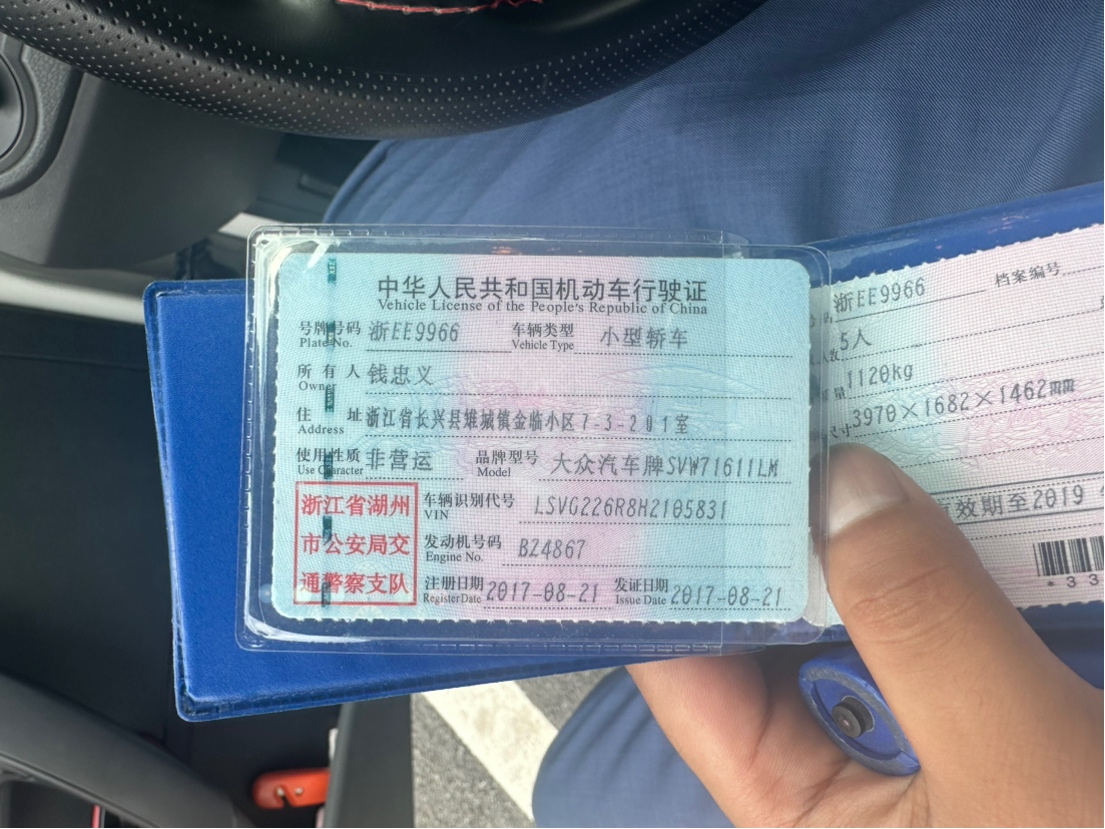 中华人民共和国机动车行驶证
Vehicle License of the People's Republic of China
号牌号码 浙EE9966 车辆类型 小型轿车
Plate No. Vehicle Type
所有人 钱忠义
Owner
住址 浙江省长兴县雉城镇金临小区7-3-201室
Address
使用性质 非营运 品牌型号 大众汽车牌SVW71611LM
Use Character Model
浙江省湖州
市公安局交
通警察支队
车辆识别代号 LSVG226R8H2105831
VIN
发动机号码 BZ4867
Engine No.
注册日期 2017-08-21 发证日期 2017-08-21
Register Date Issue Date
浙EE9966 档案编号
5人
1120kg
3970×1682×1462
效期至2019
*33